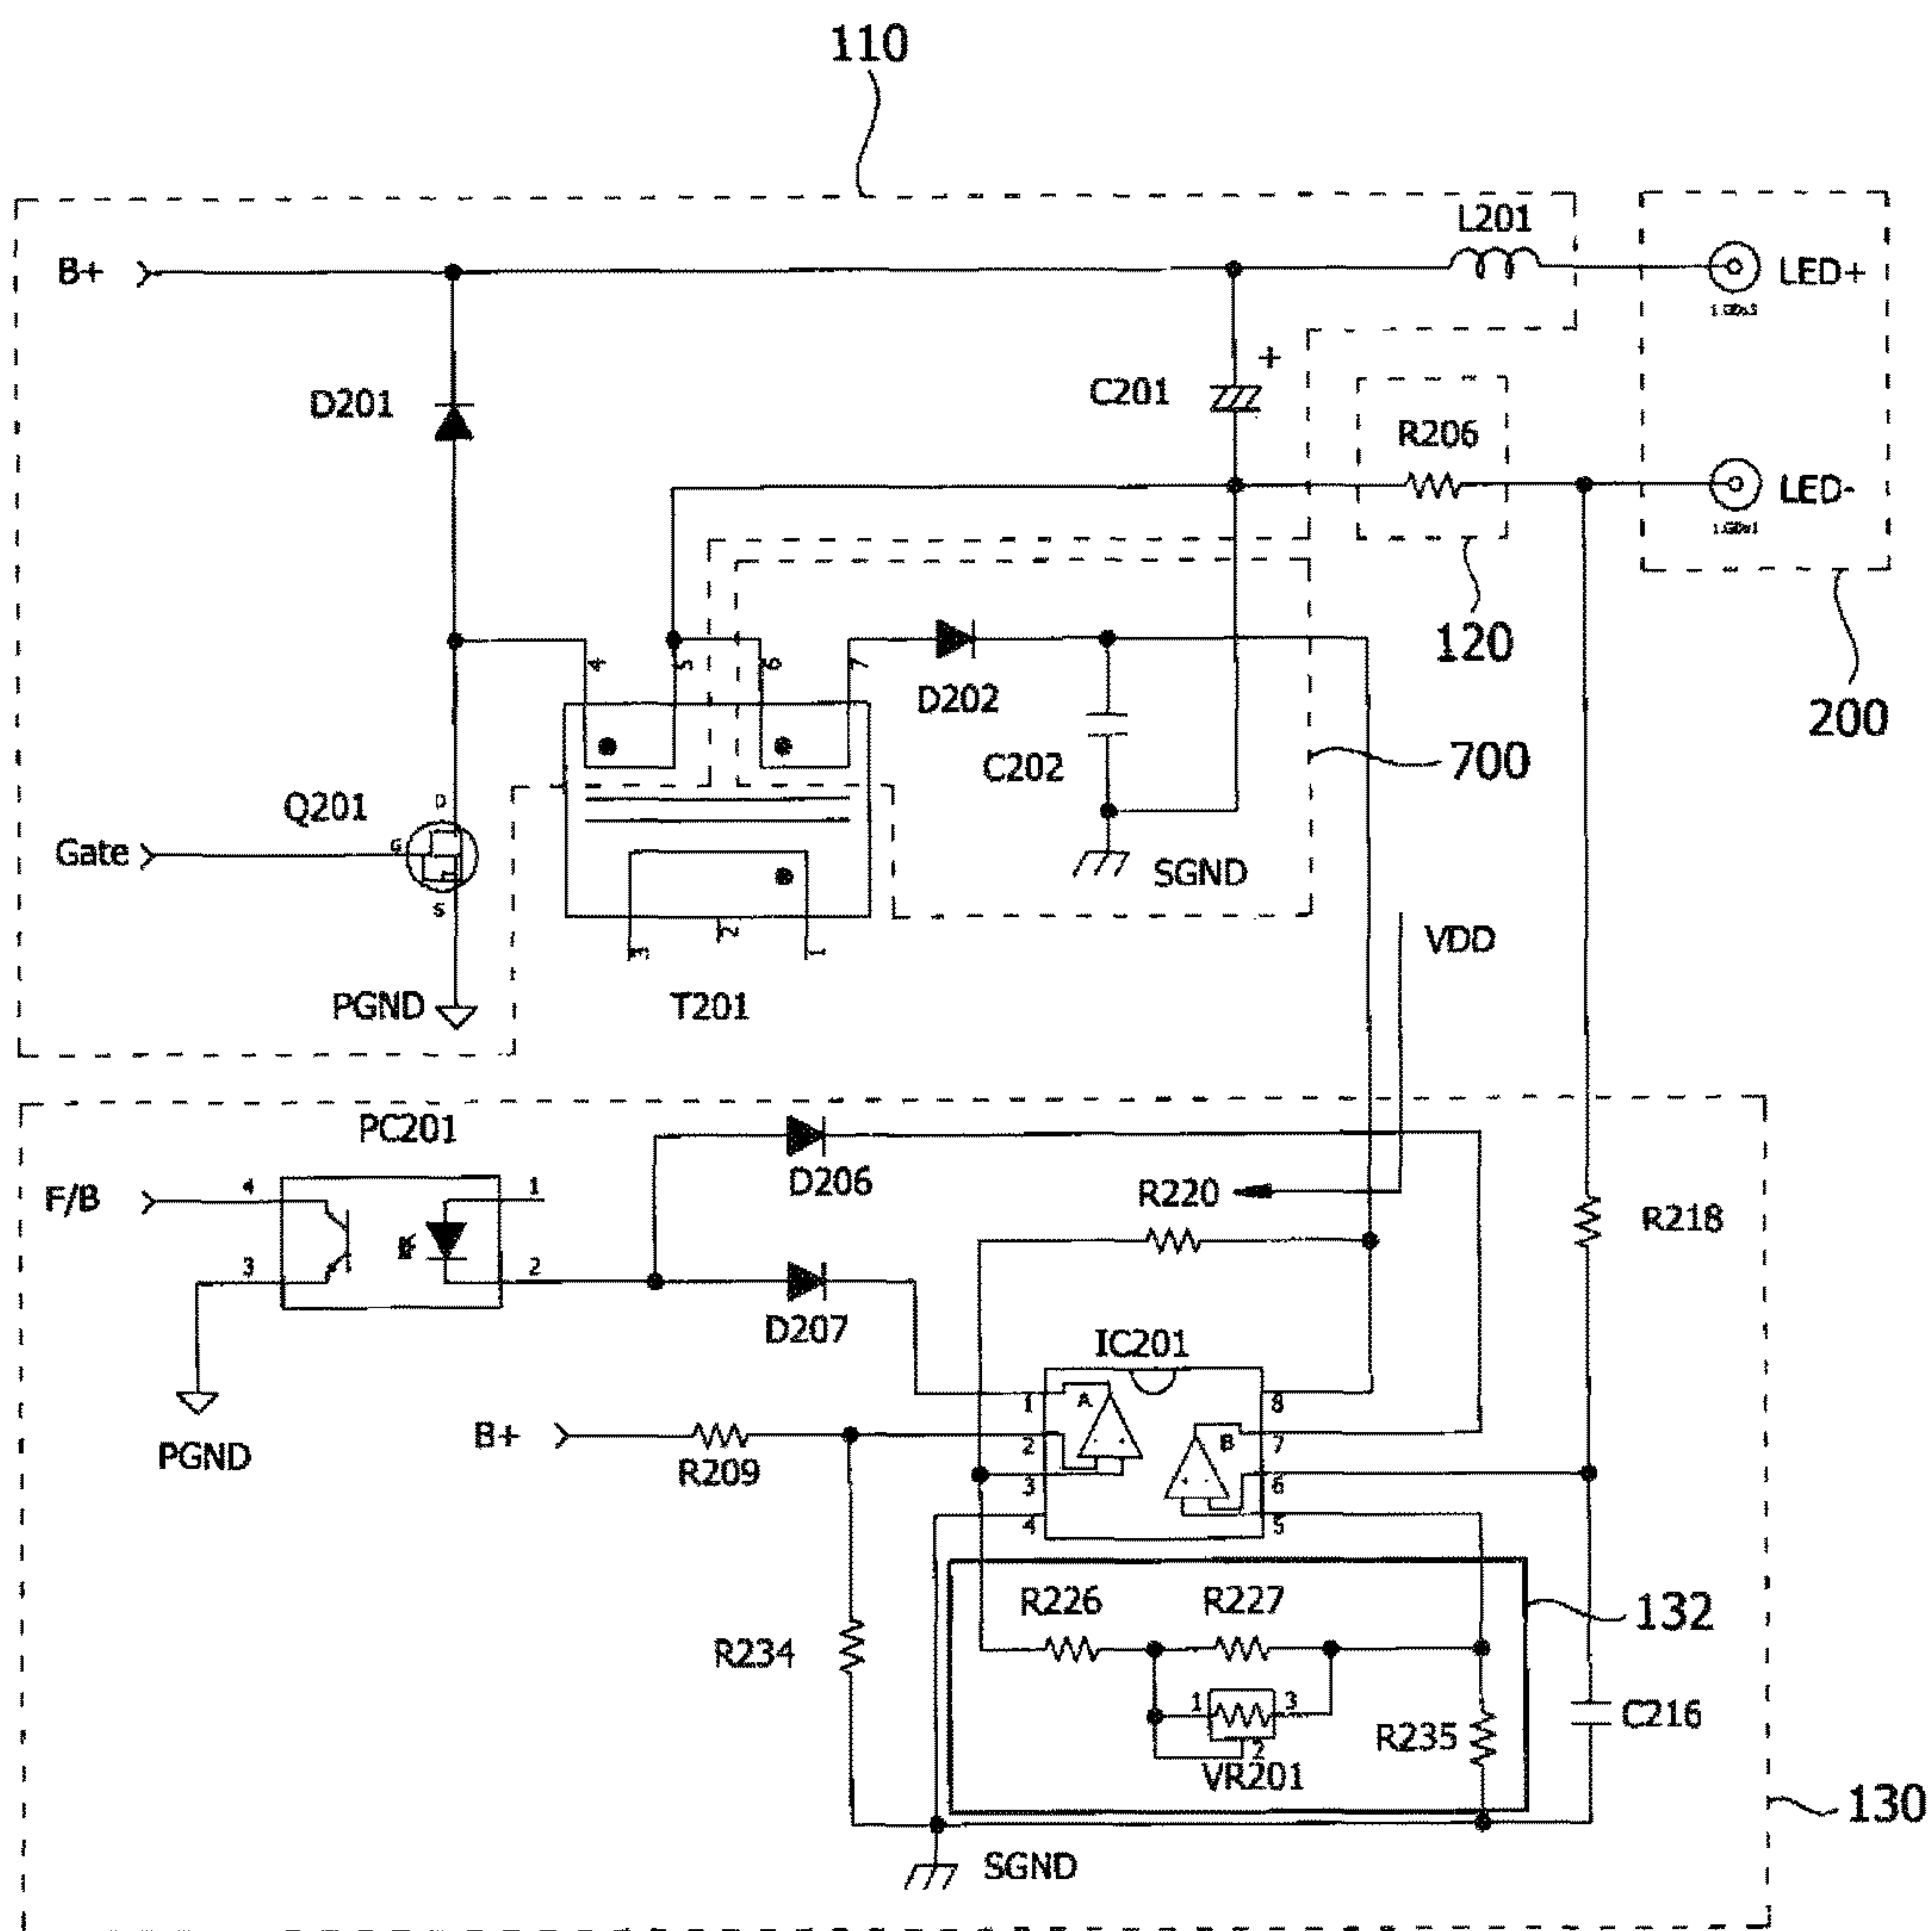 110
L201
B+
LED+
D201
C201
+
R206
LED-
120
200
4
5
6
7
D202
C202
700
Q201
D
G
S
Gate
SGND
VDD
3
2
1
PGND
T201
PC201
D206
F/B
4
1
R220
R218
3
2
D207
IC201
PGND
B+
R209
1
A
8
2
B
7
3
6
4
5
R226
R227
132
R234
1
3
2
R235
C216
VR201
130
SGND